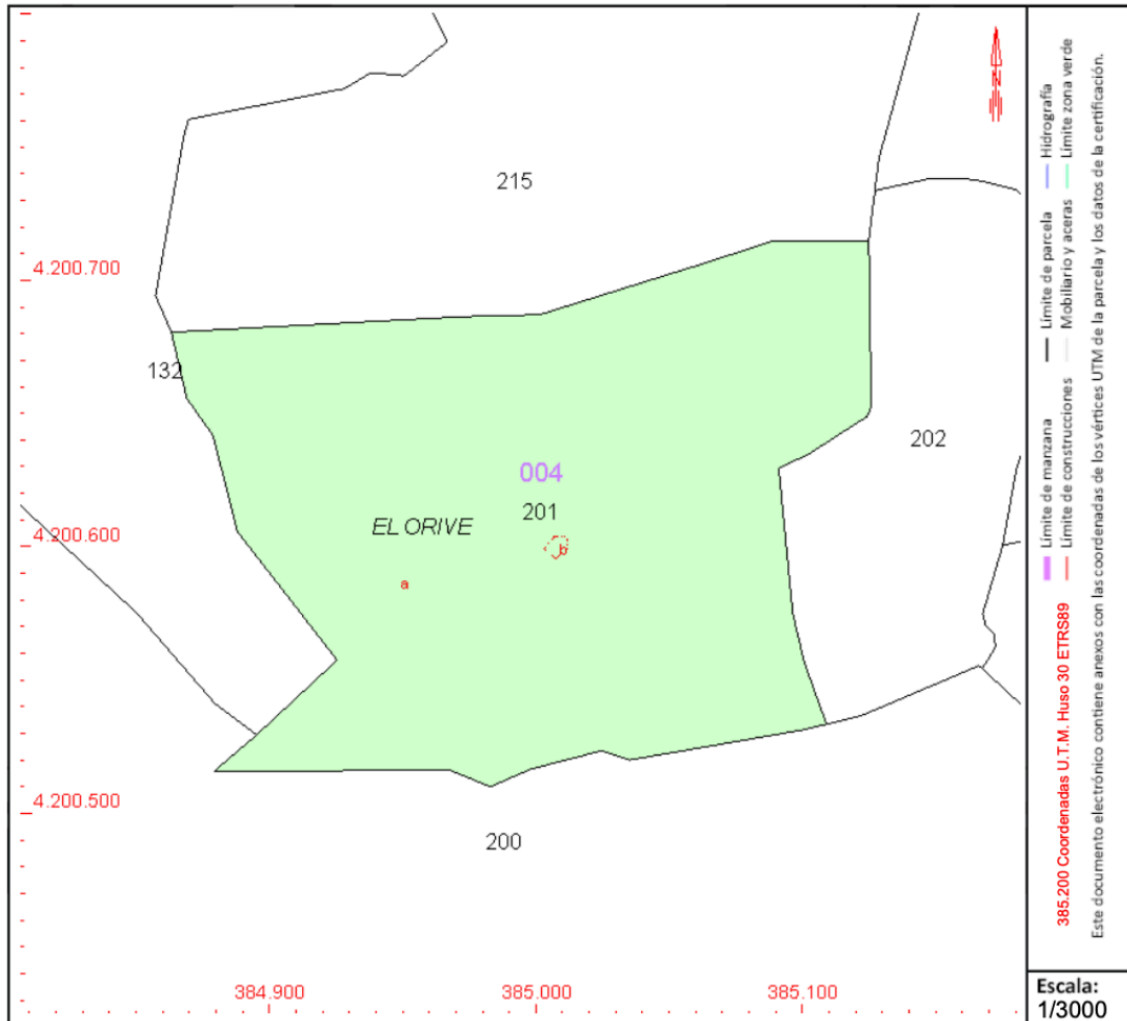 215
4.200.700
132
202
004
201
EL ORIVE
4.200.600
b
a
4.200.500
200
384.900
385.000
385.100
N
Hidrografía
Límite zona verde
Límite de parcela
Mobiliario y aceras
Límite de manzana
Límite de construcciones
385.200 Coordenadas U.T.M. Huso 30 ETRS89
Este documento electrónico contiene anexos con las coordenadas de los vértices UTM de la parcela y los datos de la certificación.
Escala:
1/3000